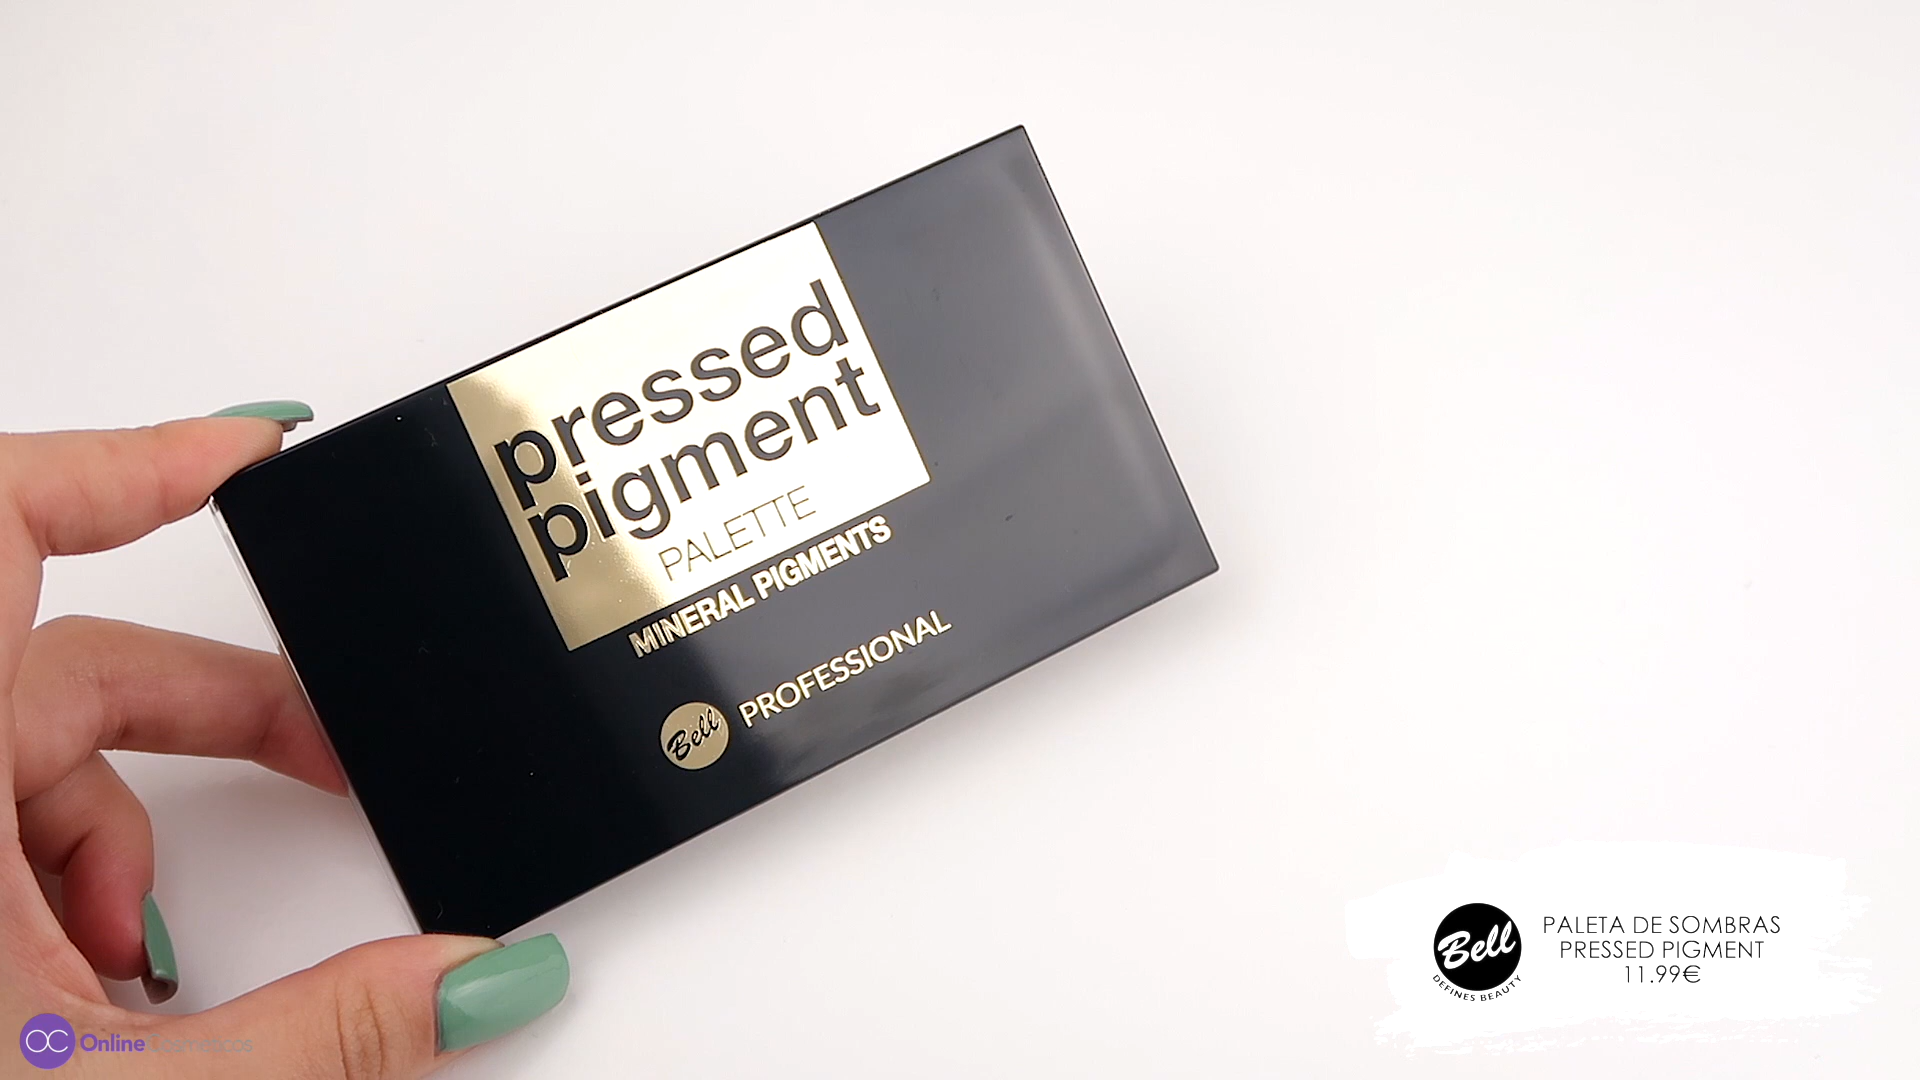 pressed
pigment
PALETTE
MINERAL PIGMENTS
Bell PROFESSIONAL
Bell
DEFINES BEAUTY
PALETA DE SOMBRAS
PRESSED PIGMENT
11.99€
OC Online Cosmeticos